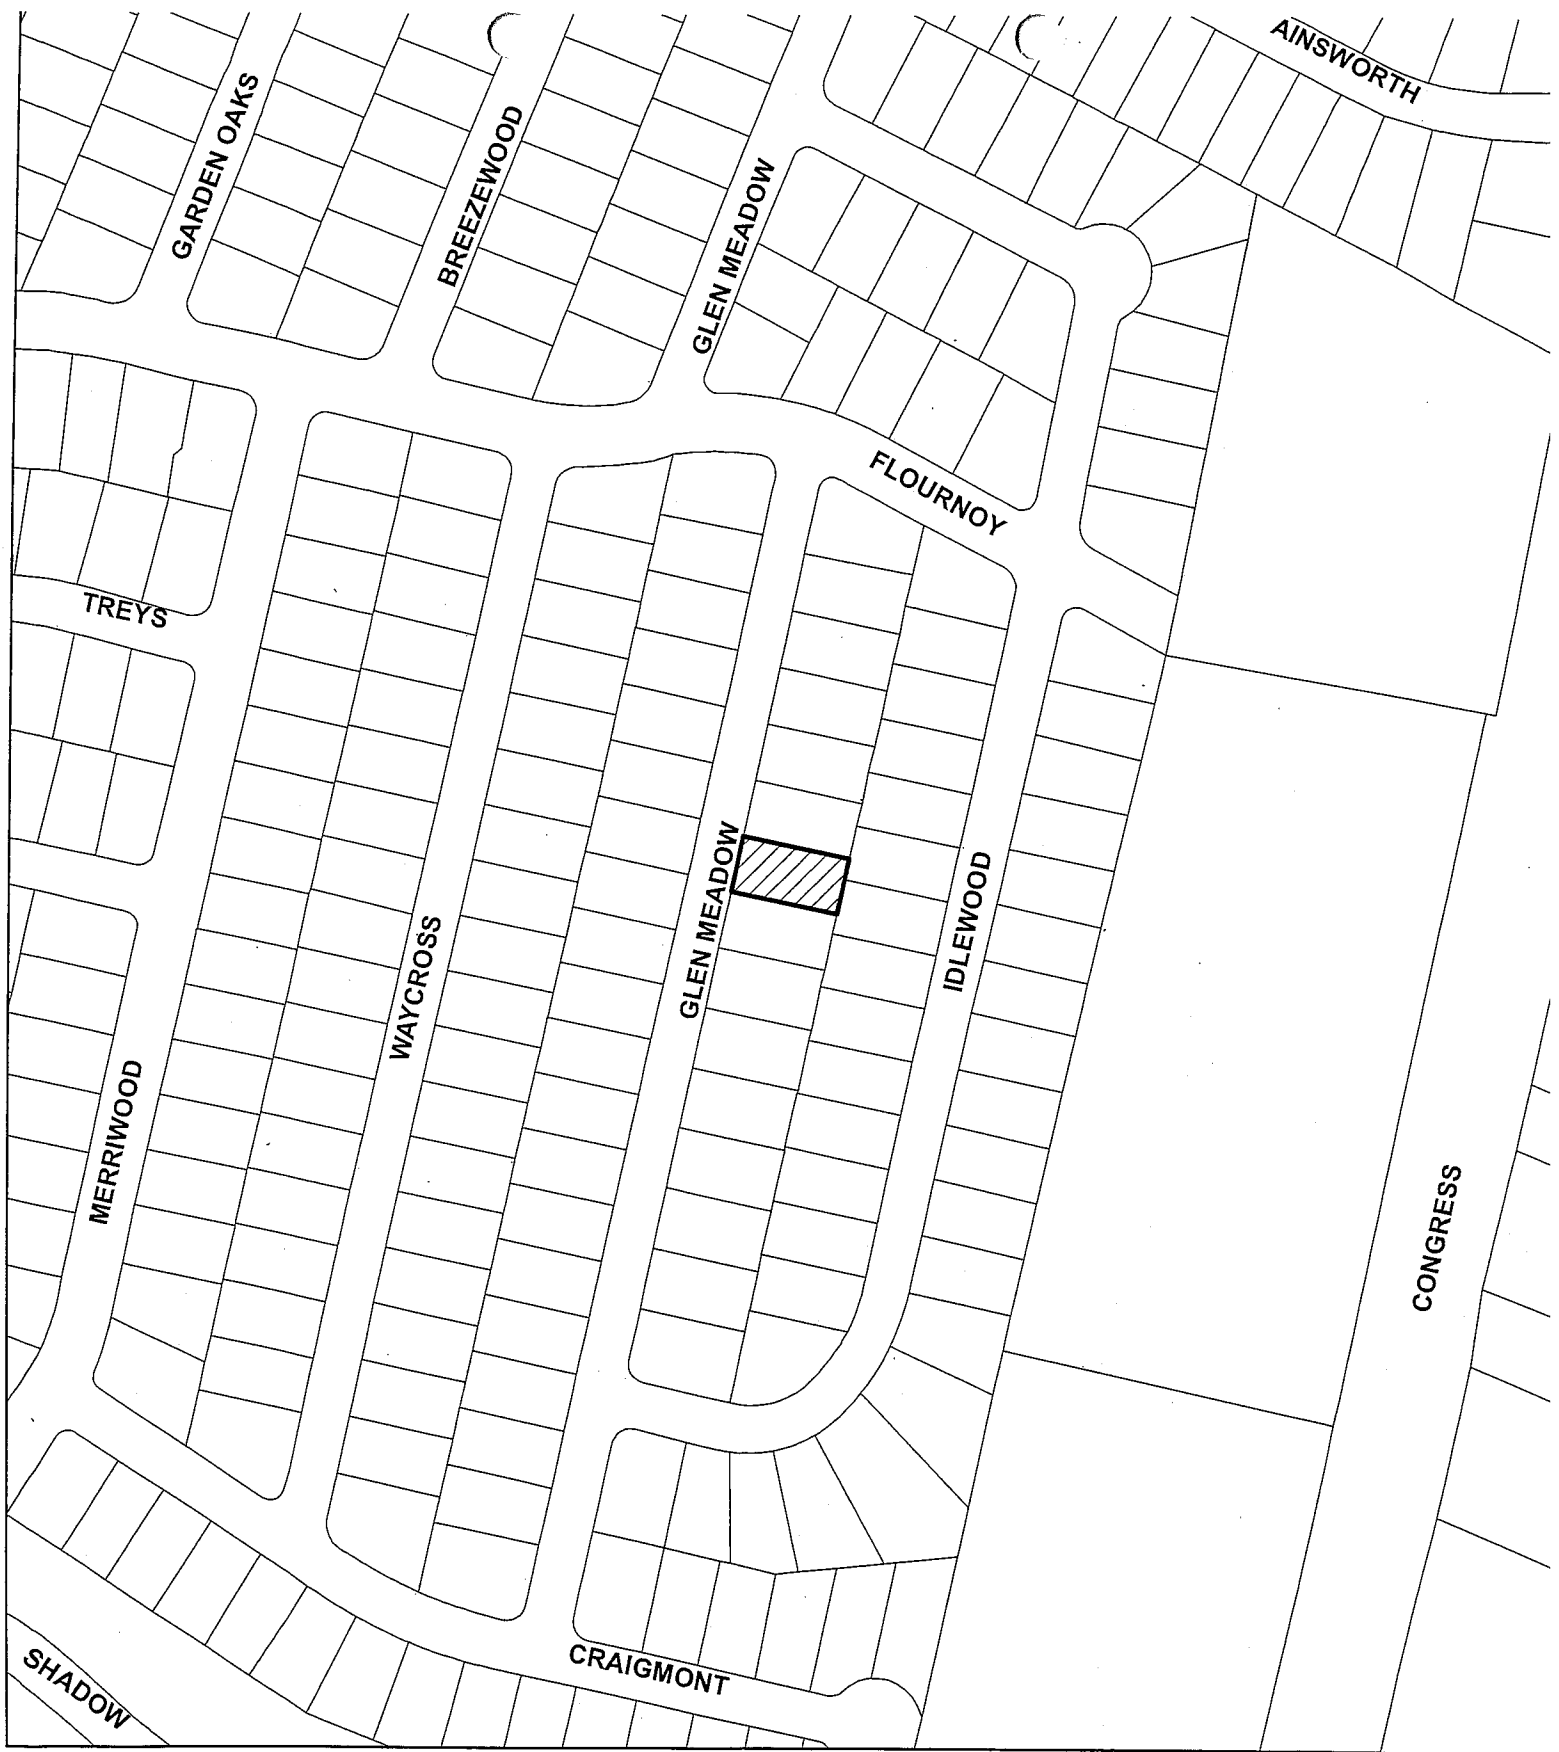 AINSWORTH
GARDEN OAKS
BREEZEWOOD
GLEN MEADOW
FLOURNOY
TREYS
GLEN MEADOW
IDLEWOOD
WAYCROSS
MERRIWOOD
CONGRESS
CRAIGMONT
SHADOW